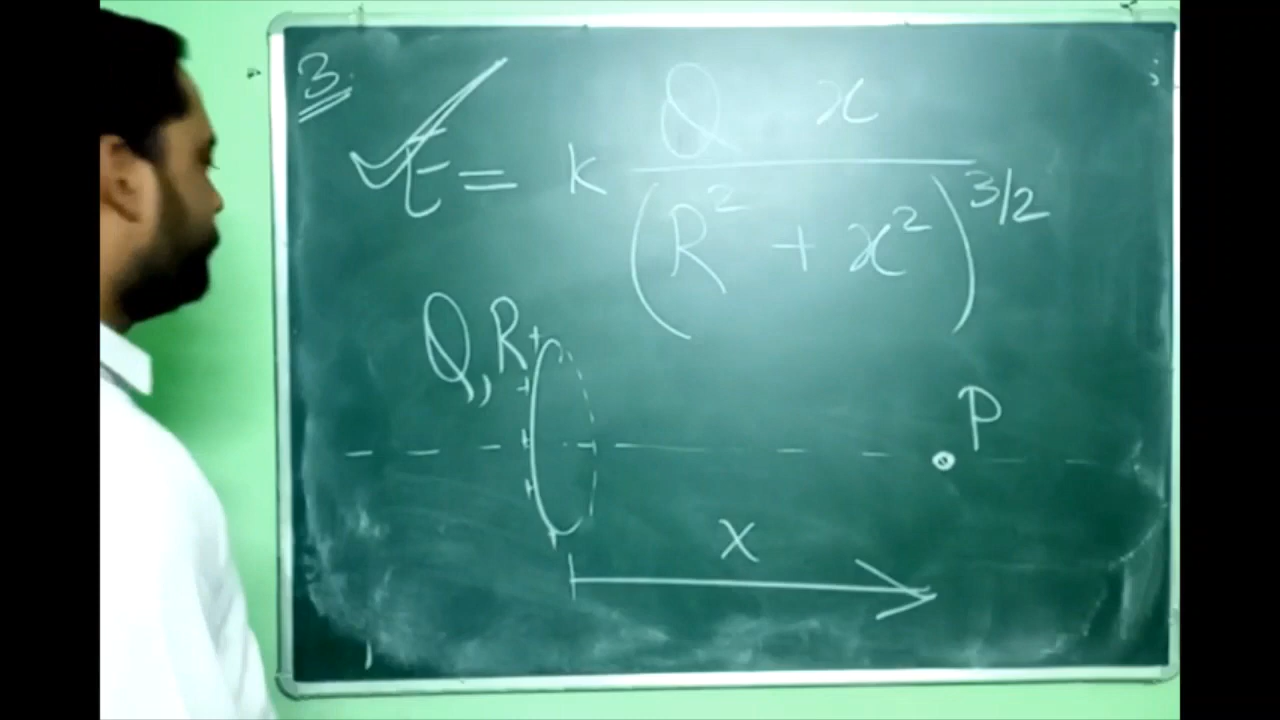 3.
E = k Q x / (R² + x²)^3/2
Q, R
P
x